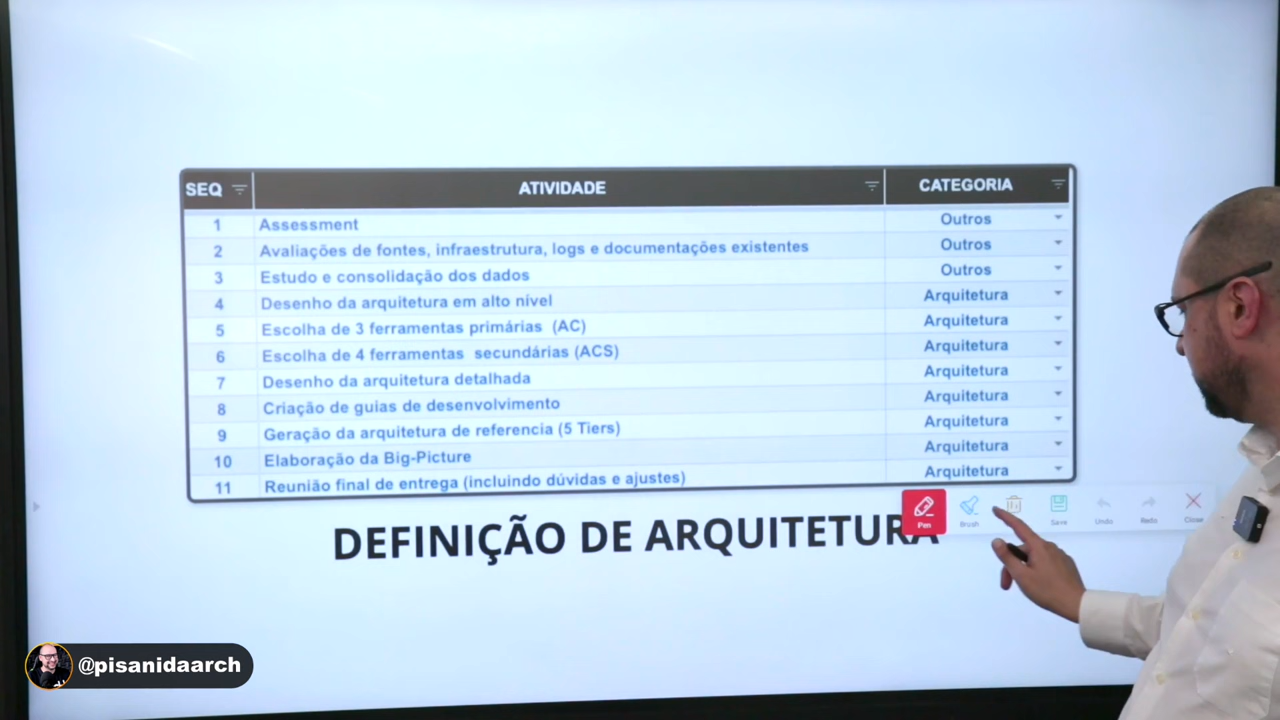 SEQ ATIVIDADE CATEGORIA
1 Assessment Outros
2 Avaliações de fontes, infraestrutura, logs e documentações existentes Outros
3 Estudo e consolidação dos dados Outros
4 Desenho da arquitetura em alto nível Arquitetura
5 Escolha de 3 ferramentas primárias (AC) Arquitetura
6 Escolha de 4 ferramentas secundárias (ACS) Arquitetura
7 Desenho da arquitetura detalhada Arquitetura
8 Criação de guias de desenvolvimento Arquitetura
9 Geração da arquitetura de referencia (5 Tiers) Arquitetura
10 Elaboração da Big-Picture Arquitetura
11 Reunião final de entrega (incluindo dúvidas e ajustes) Arquitetura
Pen Brush Save Undo Redo Close
DEFINIÇÃO DE ARQUITETURA
@pisanidaarch